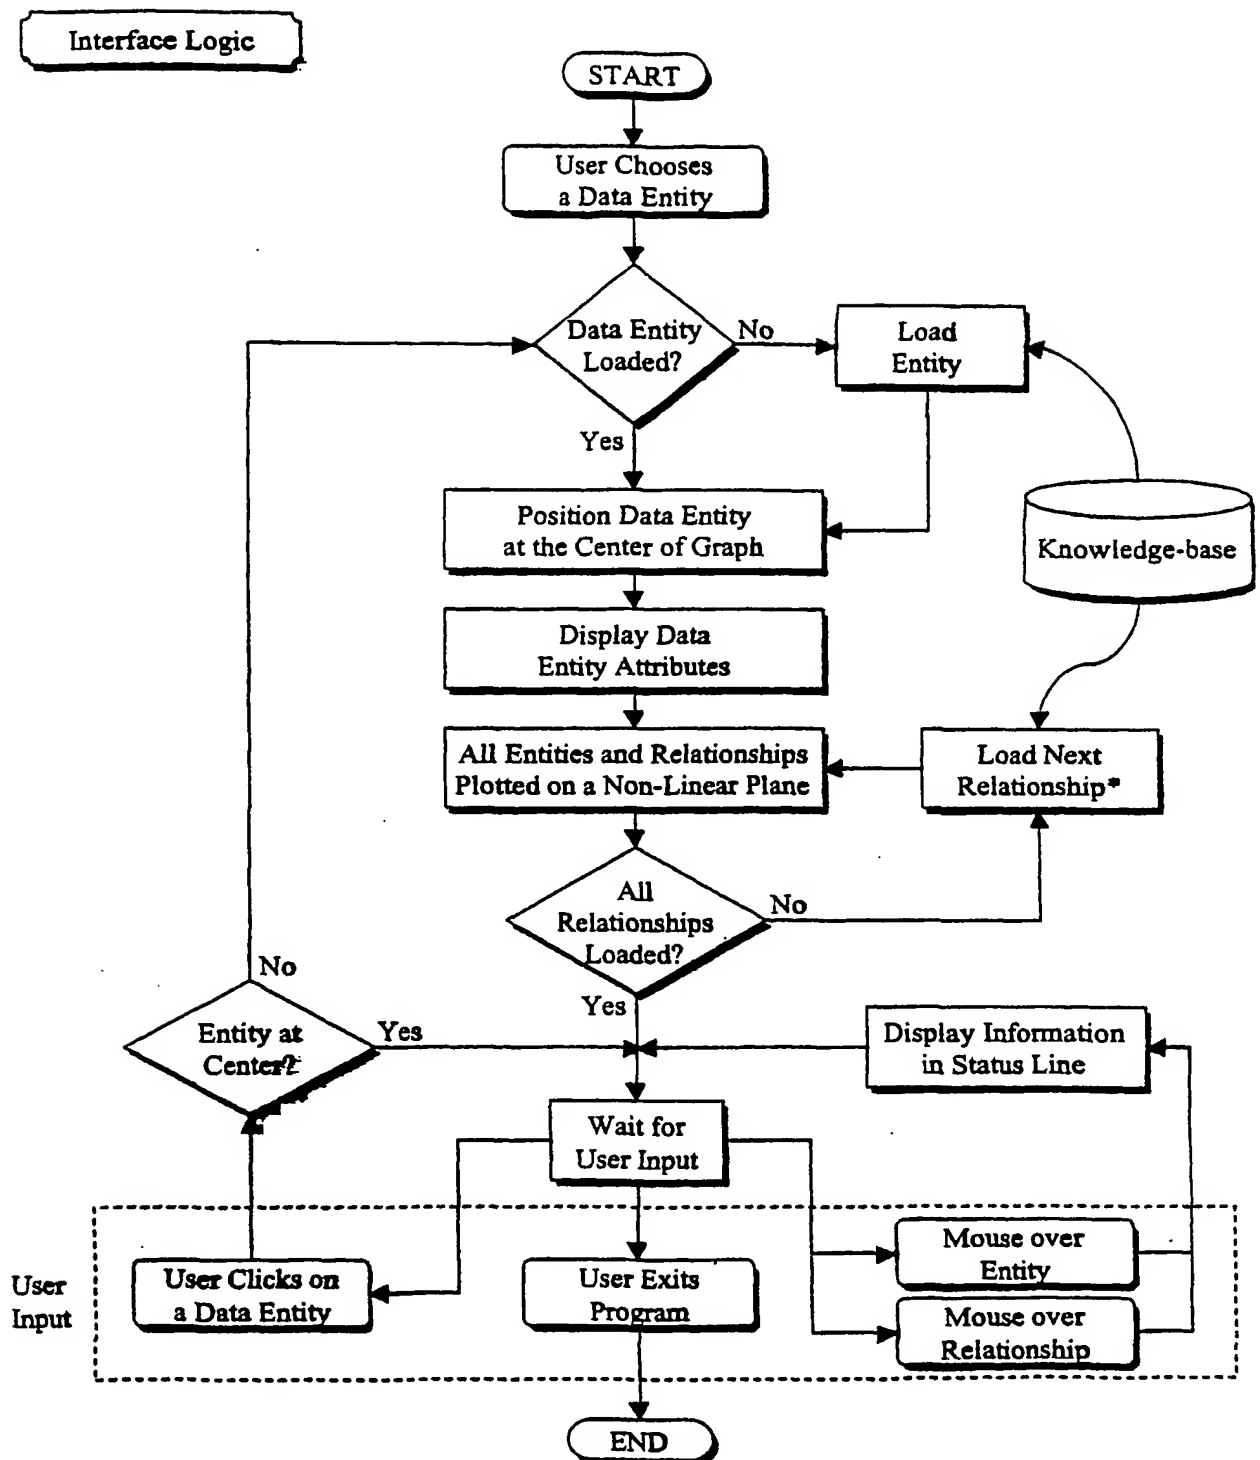 Interface Logic
START
User Chooses
a Data Entity
Data Entity
Loaded?
No
Load
Entity
Yes
Position Data Entity
at the Center of Graph
Knowledge-base
Display Data
Entity Attributes
All Entities and Relationships
Plotted on a Non-Linear Plane
Load Next
Relationship*
All
Relationships
Loaded?
No
Yes
No
Entity at
Center?
Yes
Display Information
in Status Line
Wait for
User Input
User
Input
User Clicks on
a Data Entity
User Exits
Program
Mouse over
Entity
Mouse over
Relationship
END